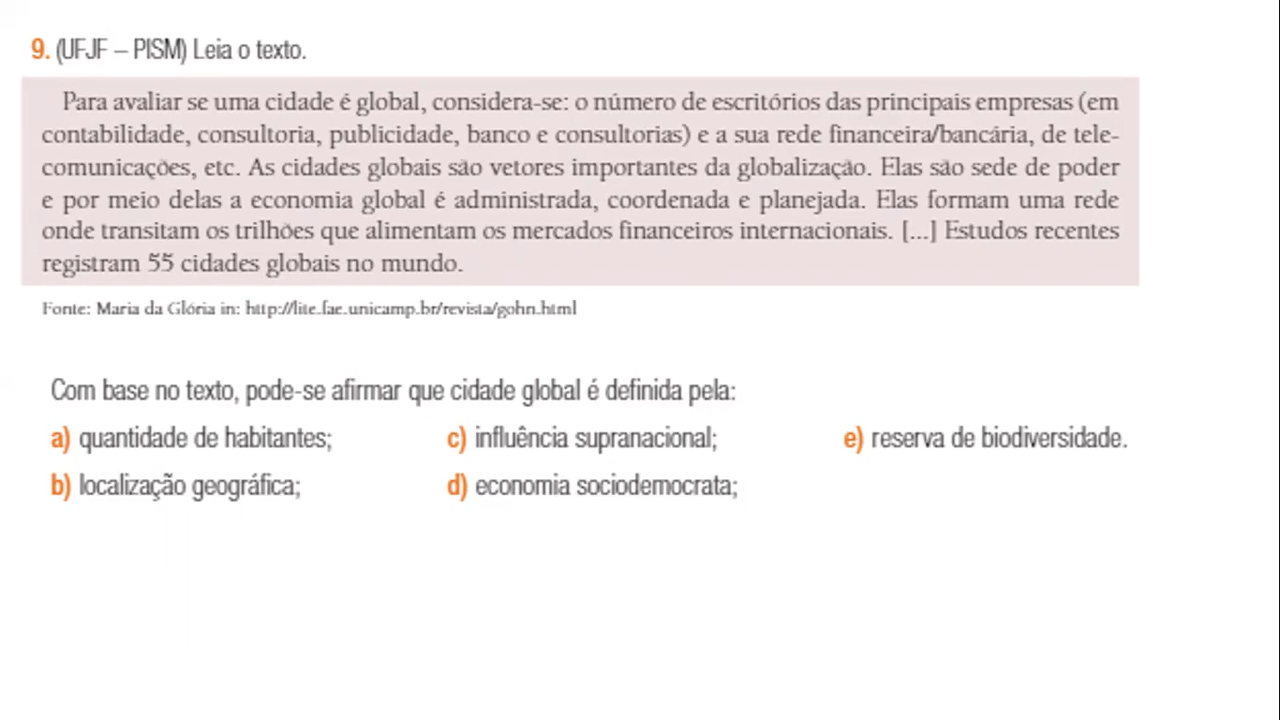 9. (UFJF – PISM) Leia o texto.
Para avaliar se uma cidade é global, considera-se: o número de escritórios das principais empresas (em
contabilidade, consultoria, publicidade, banco e consultorias) e a sua rede financeira/bancária, de tele-
comunicações, etc. As cidades globais são vetores importantes da globalização. Elas são sede de poder
e por meio delas a economia global é administrada, coordenada e planejada. Elas formam uma rede
onde transitam os trilhões que alimentam os mercados financeiros internacionais. [...] Estudos recentes
registram 55 cidades globais no mundo.
Fonte: Maria da Glória in: http://lite.fae.unicamp.br/revista/gohn.html
Com base no texto, pode-se afirmar que cidade global é definida pela:
a) quantidade de habitantes; c) influência supranacional; e) reserva de biodiversidade.
b) localização geográfica; d) economia sociodemocrata;